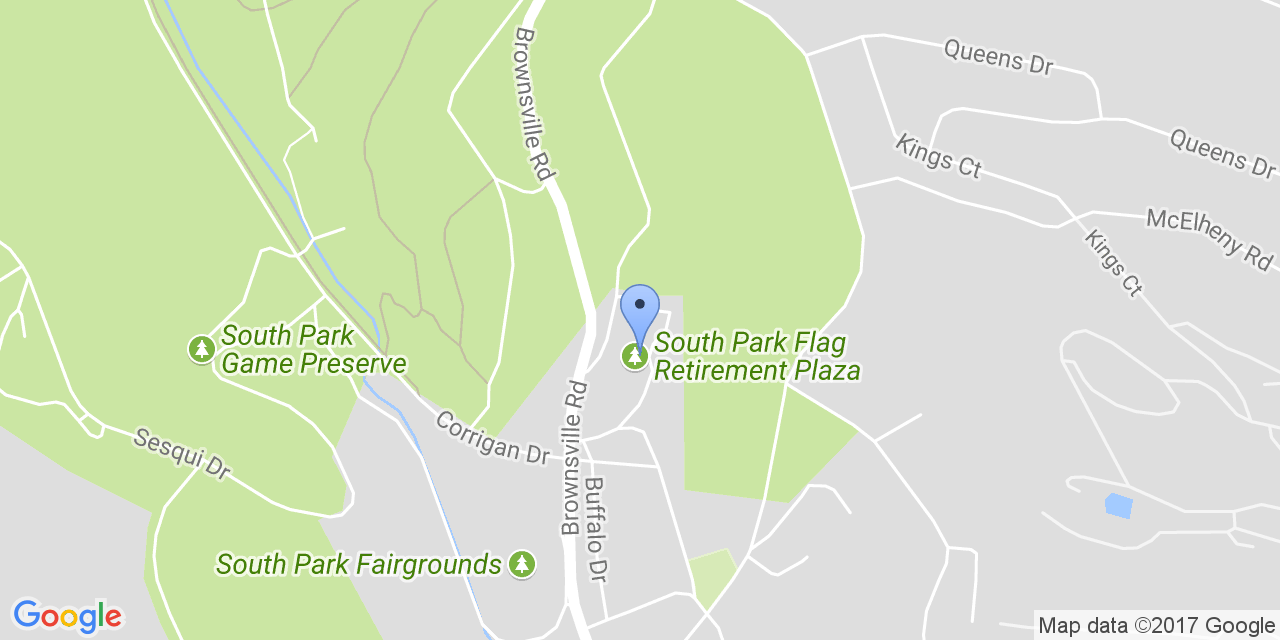 Queens Dr
Brownsville Rd
Kings Ct
Queens Dr
McElheny Rd
Kings Ct
South Park
Game Preserve
South Park Flag
Retirement Plaza
Brownsville Rd
Corrigan Dr
Sesqui Dr
Buffalo Dr
South Park Fairgrounds
Google
Map data ©2017 Google